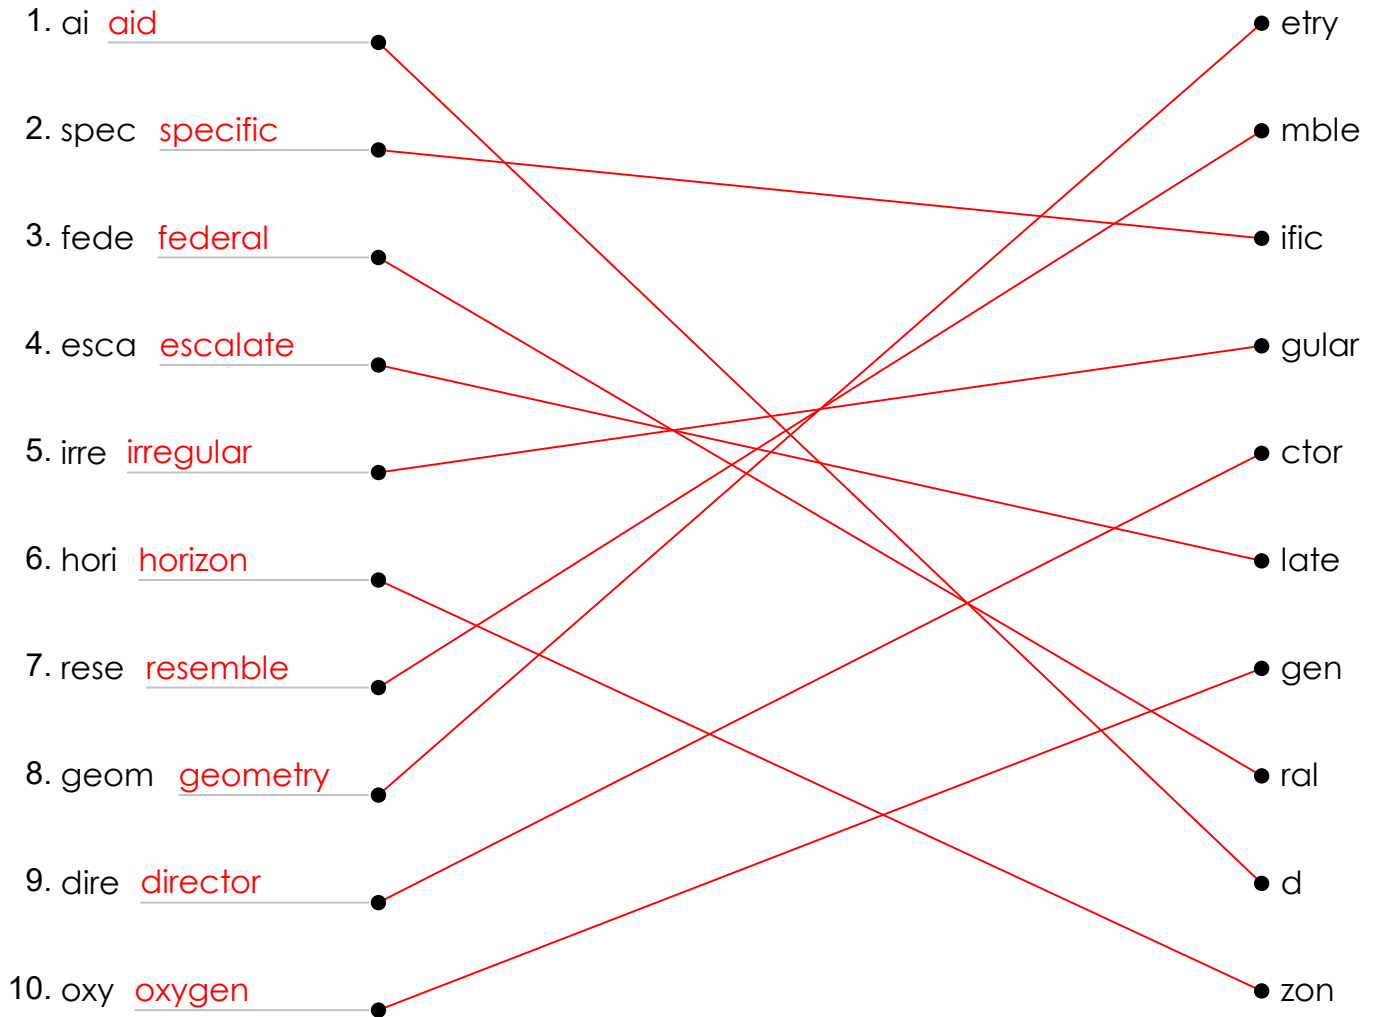 1. ai aid etry
2. spec specific mble
3. fede federal ific
4. esca escalate gular
5. irre irregular ctor
6. hori horizon late
7. rese resemble gen
8. geom geometry ral
9. dire director d
10. oxy oxygen zon